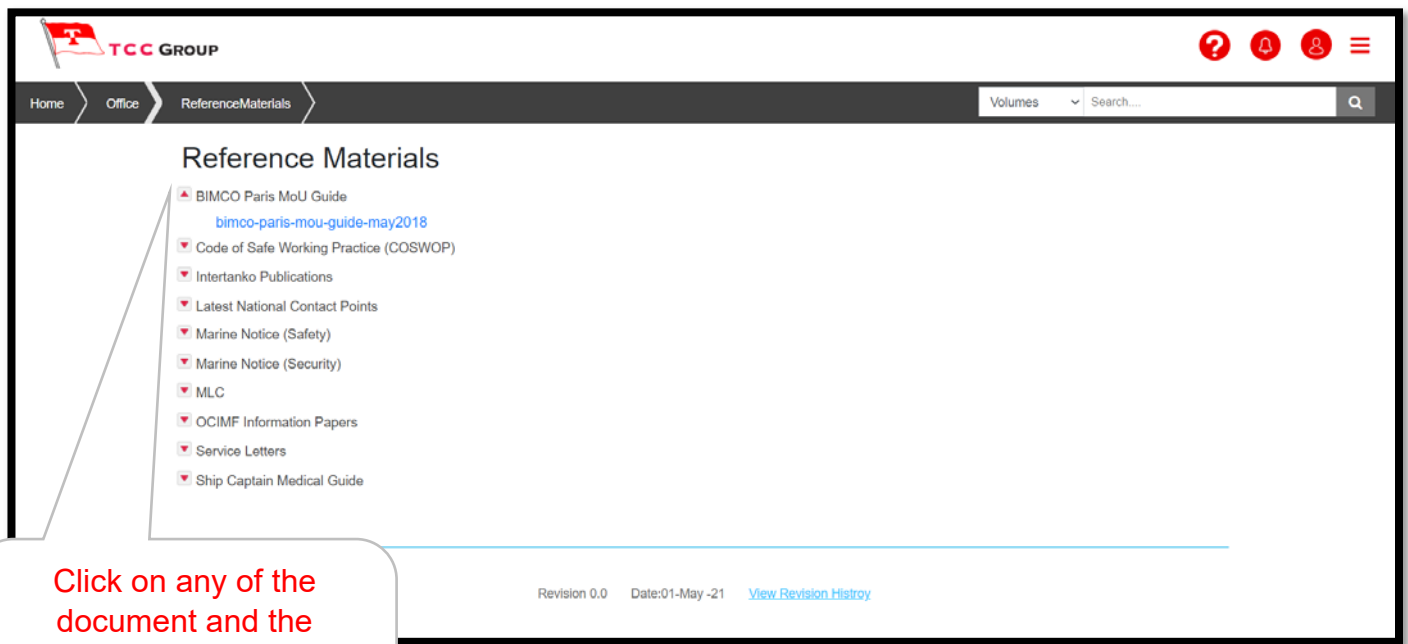 T
TCC GROUP
?
Home Office ReferenceMaterials Volumes Search....
Reference Materials
BIMCO Paris MoU Guide
bimco-paris-mou-guide-may2018
Code of Safe Working Practice (COSWOP)
Intertanko Publications
Latest National Contact Points
Marine Notice (Safety)
Marine Notice (Security)
MLC
OCIMF Information Papers
Service Letters
Ship Captain Medical Guide
Click on any of the
document and the
Revision 0.0 Date:01-May -21 View Revision Histroy